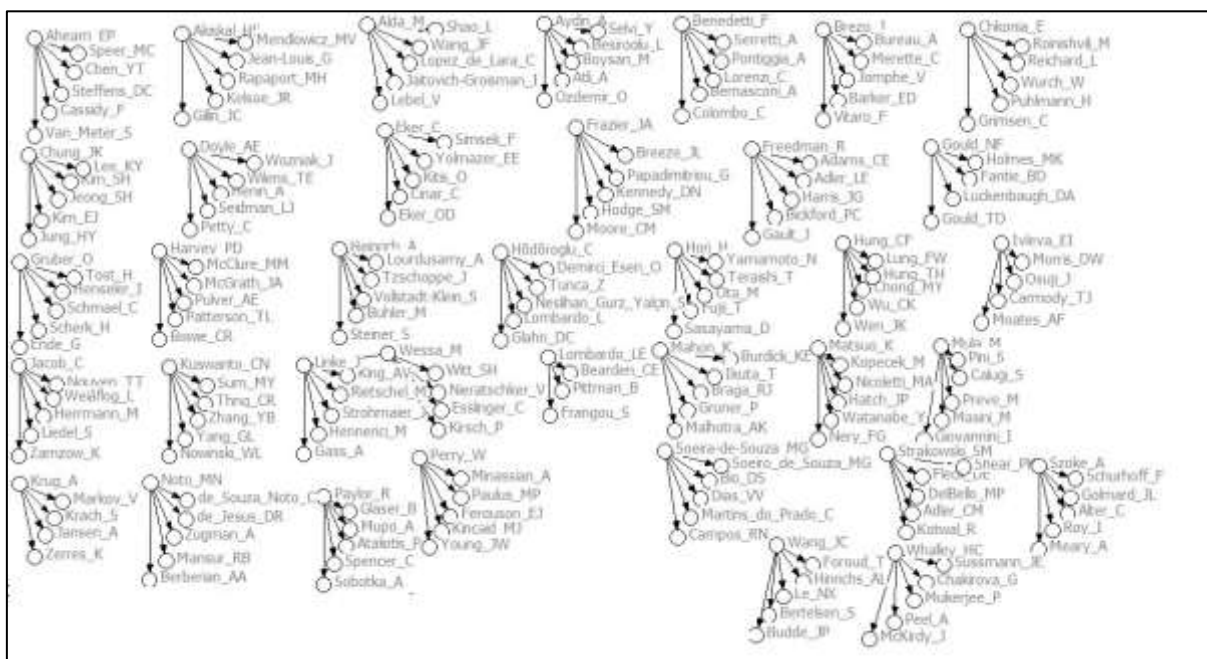 Ahearn_EP
Speer_MC
Chen_YT
Steffens_DC
Cassidy_F
Van-Meter_S
Akiskal_HS
Mendlowicz_MV
Jean-Louis_G
Rapaport_MH
Kelsoe_JR
Gillin_JC
Alda_M
Shao_L
Wang_JF
Lopez_de_Lara_C
Jaitovich-Groisman_I
Lebel_V
Aydin_A
Selvi_Y
Besiroglu_L
Boysan_M
Atli_A
Ozdemir_O
Benedetti_F
Serretti_A
Pontiggia_A
Lorenzi_C
Bernasconi_A
Colombo_C
Brezo_J
Bureau_A
Merette_C
Jomphe_V
Barker_ED
Vitaro_F
Chkonia_E
Roinishvili_M
Reichard_L
Wurch_W
Puhlmann_H
Grimsen_C
Chung_JK
Lee_KY
Kim_SH
Jeong_SH
Kim_EJ
Jung_HY
Doyle_AE
Wozniak_J
Wilens_TE
Henin_A
Seidman_LJ
Petty_C
Eker_C
Simsek_F
Yolmazer_EE
Kitis_O
Cinar_C
Eker_OD
Frazier_JA
Breeze_JL
Papadimitriou_G
Kennedy_DN
Hodge_SM
Moore_CM
Freedman_R
Adams_CE
Adler_LE
Harris_JG
Bickford_PC
Gault_J
Gould_NF
Holmes_MK
Fantie_BD
Luckenbaugh_DA
Gould_TD
Gruber_O
Tost_H
Henseler_I
Schmael_C
Scherk_H
Ende_G
Harvey_PD
McClure_MM
McGrath_JA
Pulver_AE
Patterson_TL
Bowie_CR
Heinrich_A
Lourdusamy_A
Tzschoppe_J
Vollstadt-Klein_S
Buhler_M
Steiner_S
Hödöroglu_C
Demirci_Esen_O
Tunca_Z
Neslihan_Gurz_Yalçin_S
Lombardo_L
Glahn_DC
Hori_H
Yamamoto_N
Teraishi_T
Ota_M
Fujii_T
Sasayama_D
Hung_CF
Lung_FW
Hung_TH
Chong_MY
Wu_CK
Wen_JK
Ivleva_EI
Morris_DW
Osuji_J
Carmody_TJ
Moates_AF
Jacob_C
Nguyen_TT
Weißflog_L
Herrmann_M
Liedel_S
Zamzow_K
Kuswanto_CN
Sum_MY
Thng_CR
Zhang_YB
Yang_GL
Nowinski_WL
Linke_J
King_AV
Rietschel_M
Strohmaier_J
Hennerici_M
Gass_A
Wessa_M
Witt_SH
Nieratschker_V
Esslinger_C
Kirsch_P
Lombardo_LE
Bearden_CE
Pittman_B
Frangou_S
Mahon_K
Burdick_KE
Ikuta_T
Braga_RJ
Gruner_P
Malhotra_AK
Matsuo_K
Kopecek_M
Nicoletti_MA
Hatch_JP
Watanabe_Y
Nery_FG
Mula_M
Pini_S
Calugi_S
Preve_M
Masini_M
Giovannini_I
Krug_A
Markov_V
Krach_S
Jansen_A
Zerres_K
Noto_MN
de_Souza_Noto_C
de_Jesus_DR
Zugman_A
Mansur_RB
Berberian_AA
Paylor_R
Glaser_B
Mupo_A
Ataliotis_P
Spencer_C
Sobotka_A
Perry_W
Minassian_A
Paulus_MP
Ferguson_EJ
Kincaid_MJ
Young_JW
Soeira-de-Souza_MG
Soeiro_de_Souza_MG
Bio_DS
Dias_VV
Martins_do_Prado_C
Campos_RN
Strakowski_SM
Fleck_DE
DelBello_MP
Adler_CM
Kotwal_R
Szoke_A
Schurhoff_F
Golmard_JL
Alter_C
Roy_I
Meary_A
Wang_JC
Foroud_T
Hinrichs_AL
Le_NX
Bertelsen_S
Budde_JP
Whalley_HC
Sussmann_JE
Chakirova_G
Mukerjee_P
Peel_A
McKirdy_J